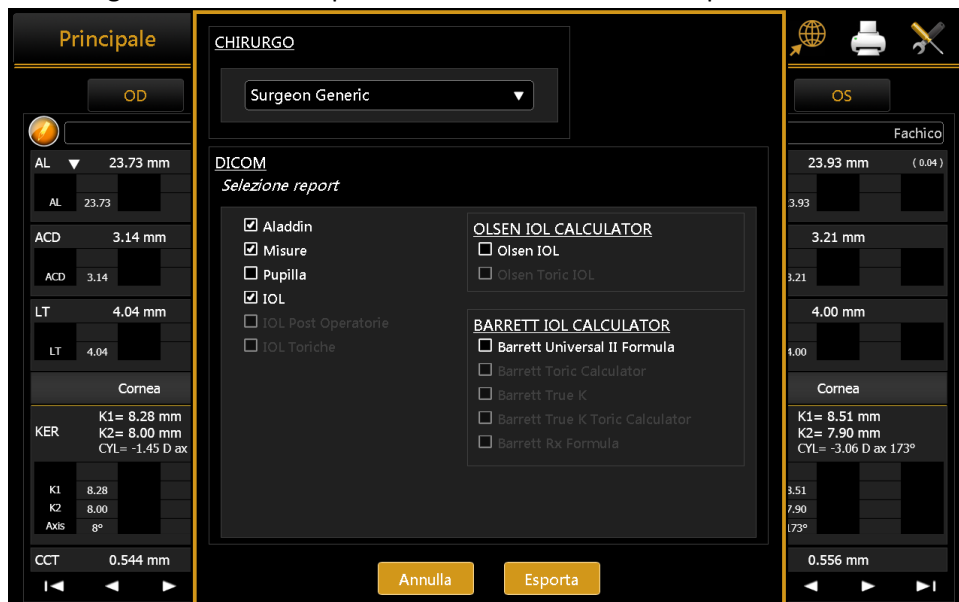 Principale
CHIRURGO
Surgeon Generic
OD
OS
Fachico
DICOM
Selezione report
Aladdin
Misure
Pupilla
IOL
IOL Post Operatorie
IOL Toriche
OLSEN IOL CALCULATOR
Olsen IOL
Olsen Toric IOL
BARRETT IOL CALCULATOR
Barrett Universal II Formula
Barrett Toric Calculator
Barrett True K
Barrett True K Toric Calculator
Barrett Rx Formula
Annulla
Esporta
AL 23.73 mm
AL 23.73
ACD 3.14 mm
ACD 3.14
LT 4.04 mm
LT 4.04
Cornea
K1= 8.28 mm
KER K2= 8.00 mm
CYL= -1.45 D ax
K1 8.28
K2 8.00
Axis 8°
CCT 0.544 mm
23.93 mm (0.04)
3.93
3.21 mm
3.21
4.00 mm
4.00
Cornea
K1= 8.51 mm
K2= 7.90 mm
CYL= -3.06 D ax 173°
8.51
7.90
173°
0.556 mm